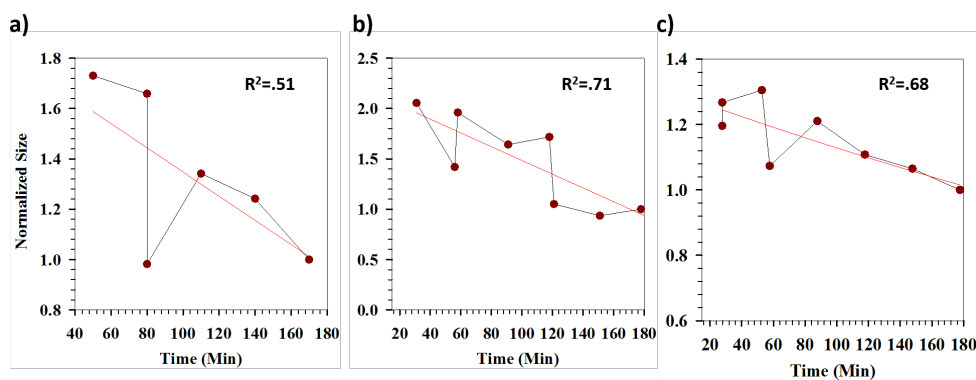 a)
b)
c)
R²=.51
R²=.71
R²=.68
Normalized Size
1.8
1.6
1.4
1.2
1.0
0.8
40 60 80 100 120 140 160 180
Time (Min)
2.5
2.0
1.5
1.0
0.5
0.0
0 20 40 60 80 100 120 140 160 180
Time (Min)
1.4
1.2
1.0
0.8
0.6
20 40 60 80 100 120 140 160 180
Time (Min)